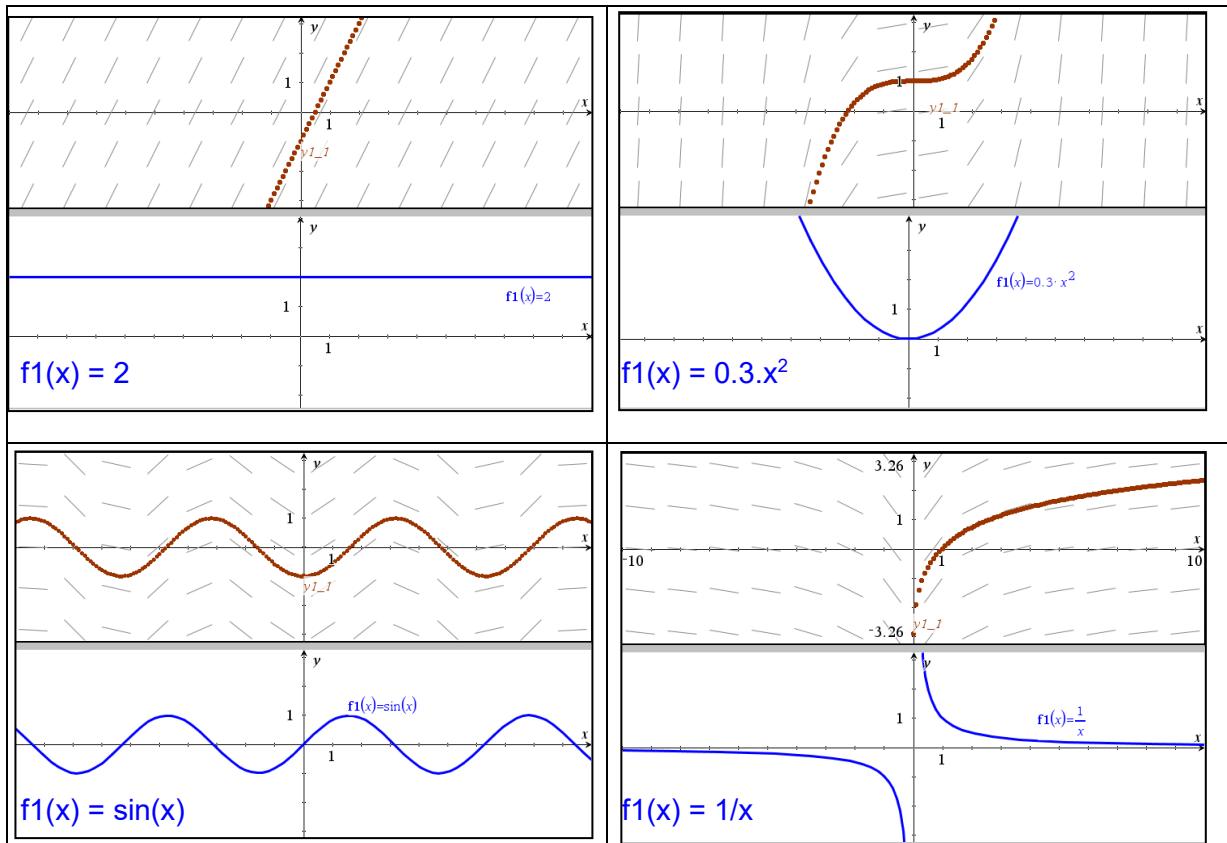 y
1
x
1
y1_1
y
f1(x)=2
1
x
1
f1(x) = 2
y
1
x
y1_1
1
y
f1(x)=0.3· x²
1
x
1
f1(x) = 0.3.x²
y
1
x
1
y1_1
y
f1(x)=sin(x)
1
x
1
f1(x) = sin(x)
3.26
y
1
x
-10
1
10
-3.26
y1_1
y
1
f1(x)=1/x
x
1
f1(x) = 1/x